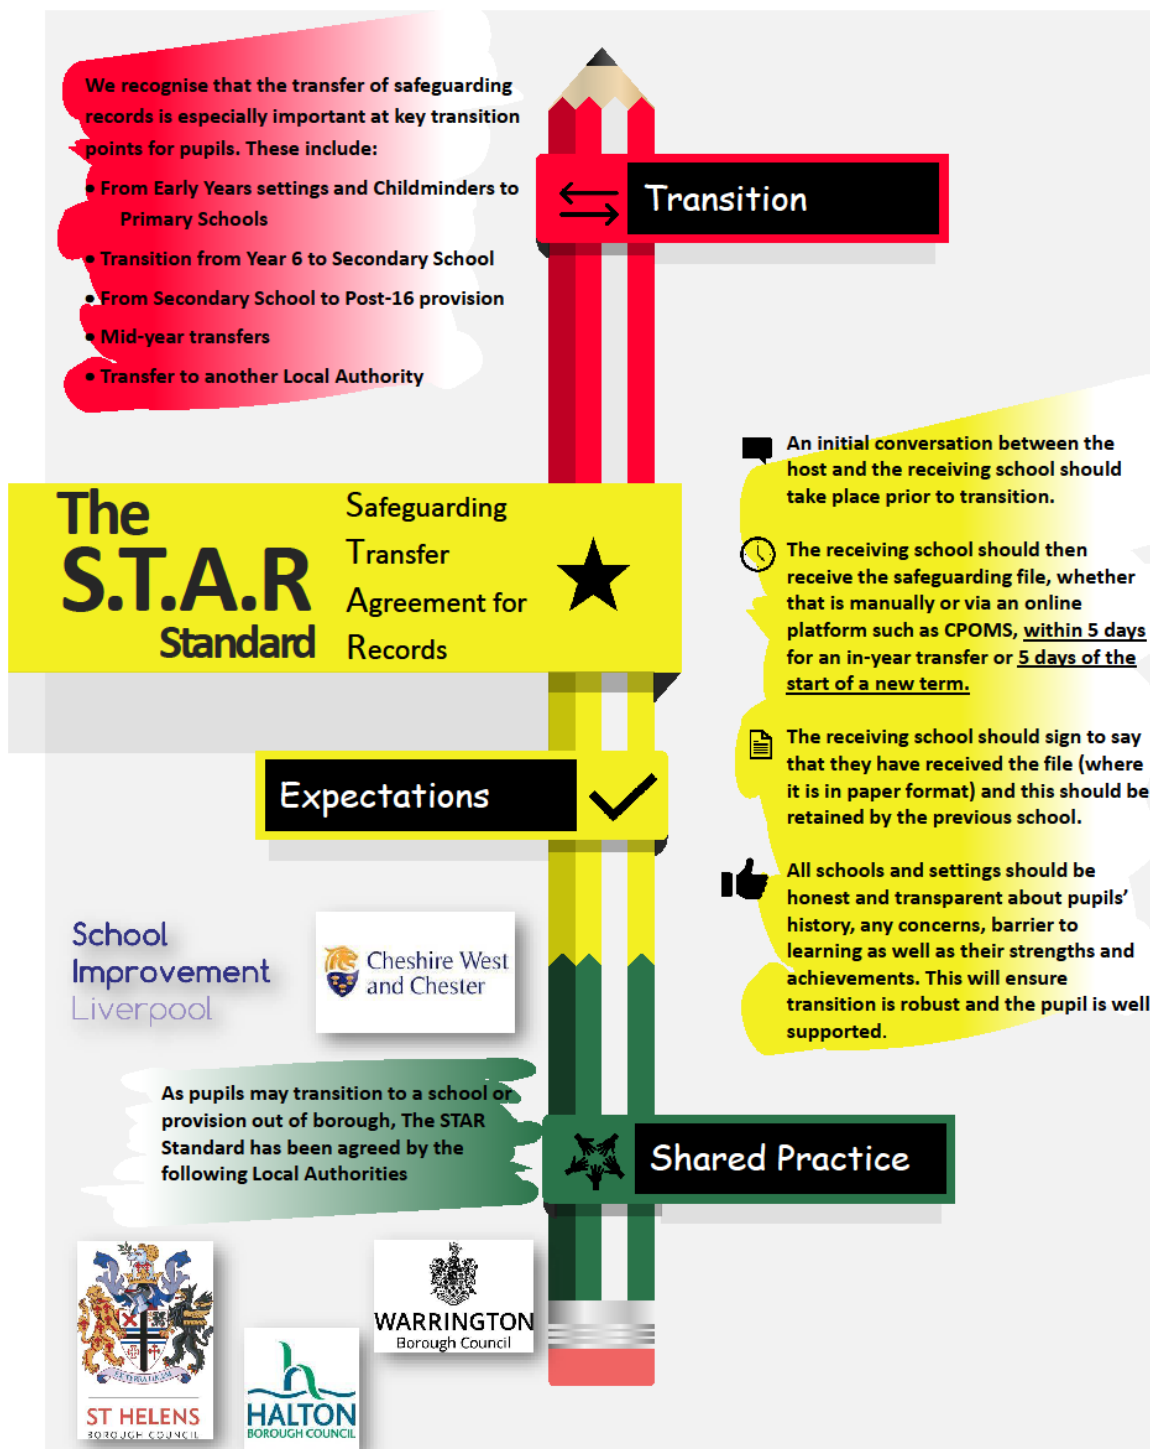 We recognise that the transfer of safeguarding
records is especially important at key transition
points for pupils. These include:
• From Early Years settings and Childminders to
Primary Schools
• Transition from Year 6 to Secondary School
• From Secondary School to Post-16 provision
• Mid-year transfers
• Transfer to another Local Authority
Transition
The
S.T.A.R
Standard
Safeguarding
Transfer
Agreement for
Records
An initial conversation between the
host and the receiving school should
take place prior to transition.
The receiving school should then
receive the safeguarding file, whether
that is manually or via an online
platform such as CPOMS, within 5 days
for an in-year transfer or 5 days of the
start of a new term.
The receiving school should sign to say
that they have received the file (where
it is in paper format) and this should be
retained by the previous school.
All schools and settings should be
honest and transparent about pupils’
history, any concerns, barrier to
learning as well as their strengths and
achievements. This will ensure
transition is robust and the pupil is well
supported.
Expectations
School
Improvement
Liverpool
Cheshire West
and Chester
As pupils may transition to a school or
provision out of borough, The STAR
Standard has been agreed by the
following Local Authorities
Shared Practice
ST HELENS
BOROUGH COUNCIL
HALTON
BOROUGH COUNCIL
WARRINGTON
Borough Council